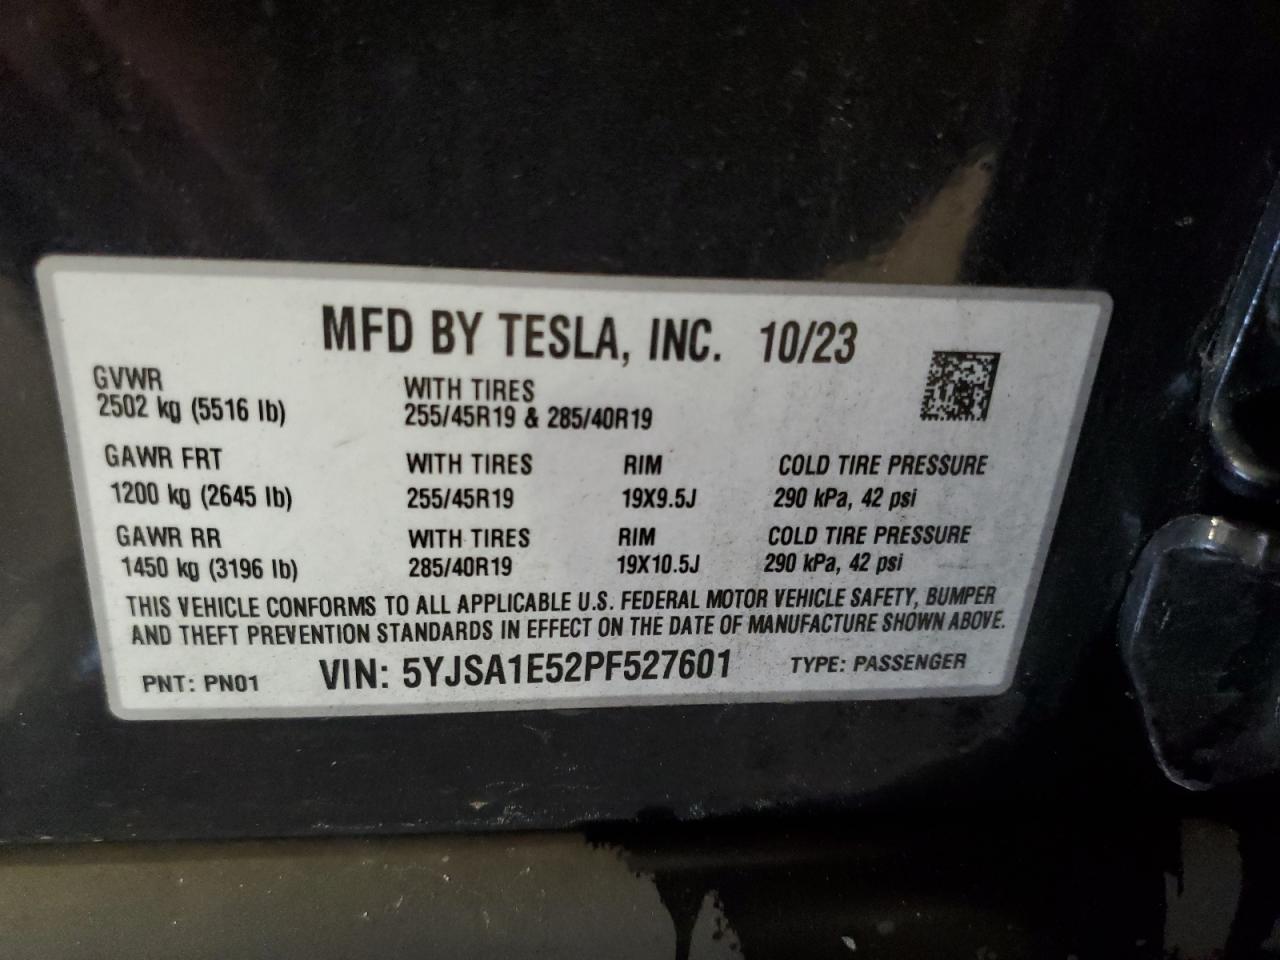 MFD BY TESLA, INC. 10/23
GVWR
2502 kg (5516 lb)
WITH TIRES
255/45R19 & 285/40R19
GAWR FRT WITH TIRES RIM COLD TIRE PRESSURE
1200 kg (2645 lb) 255/45R19 19X9.5J 290 kPa, 42 psi
GAWR RR WITH TIRES RIM COLD TIRE PRESSURE
1450 kg (3196 lb) 285/40R19 19X10.5J 290 kPa, 42 psi
THIS VEHICLE CONFORMS TO ALL APPLICABLE U.S. FEDERAL MOTOR VEHICLE SAFETY, BUMPER
AND THEFT PREVENTION STANDARDS IN EFFECT ON THE DATE OF MANUFACTURE SHOWN ABOVE.
PNT: PN01 VIN: 5YJSA1E52PF527601 TYPE: PASSENGER